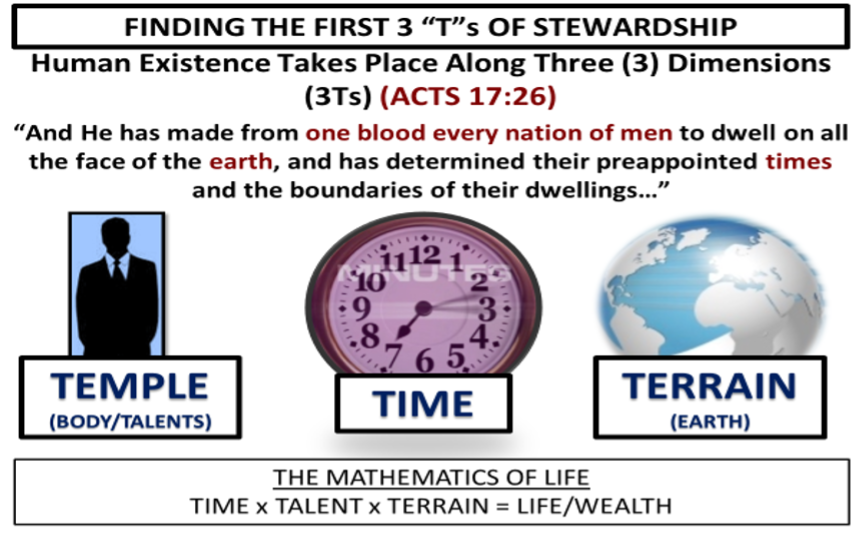 FINDING THE FIRST 3 “T”s OF STEWARDSHIP
Human Existence Takes Place Along Three (3) Dimensions
(3Ts) (ACTS 17:26)
“And He has made from one blood every nation of men to dwell on all
the face of the earth, and has determined their preappointed times
and the boundaries of their dwellings…”
MINUTES
11 12 1
10 2
9 3
8 4
7 6 5
TEMPLE
(BODY/TALENTS)
TIME
TERRAIN
(EARTH)
THE MATHEMATICS OF LIFE
TIME x TALENT x TERRAIN = LIFE/WEALTH